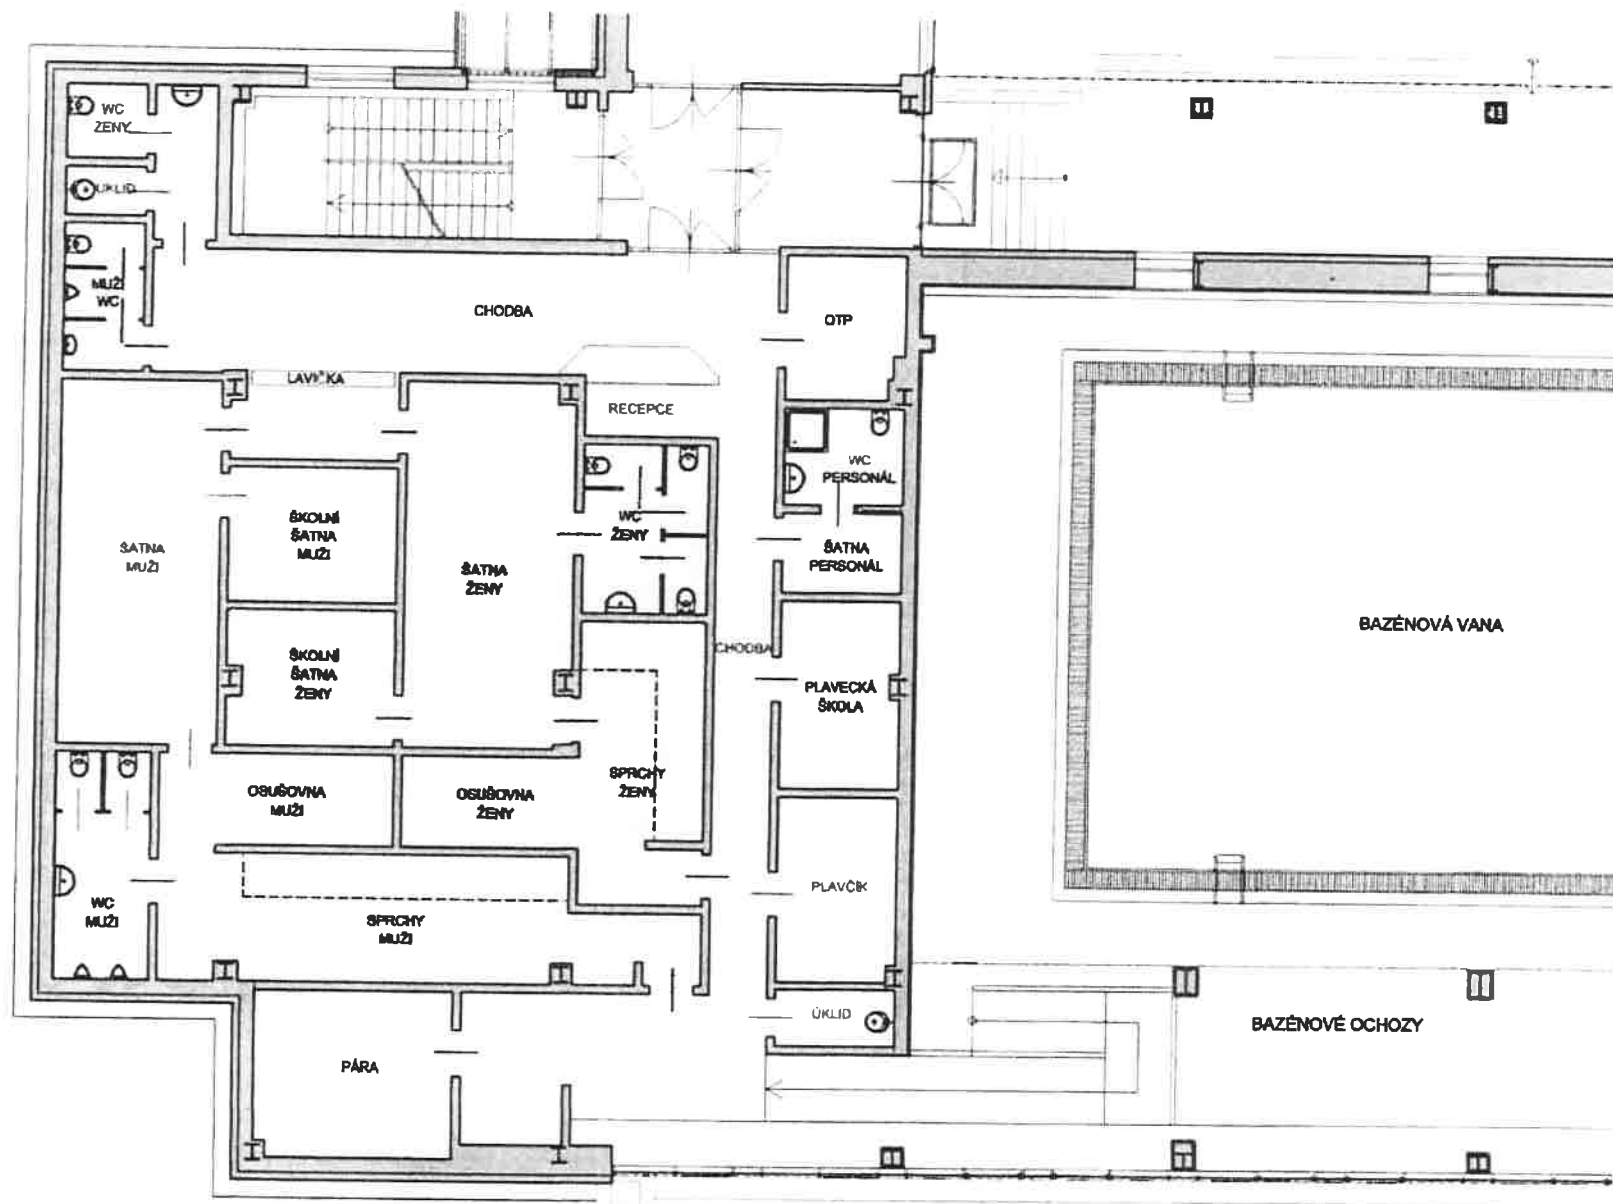 WC
ŽENY
ÚKLID
MUŽI
WC
CHODBA
OTP
LAVIČKA
RECEPCE
WC
PERSONÁL
ŠATNA
MUŽI
ŠKOLNÍ
ŠATNA
MUŽI
ŠATNA
ŽENY
WC
ŽENY
ŠATNA
PERSONÁL
BAZÉNOVÁ VANA
ŠKOLNÍ
ŠATNA
ŽENY
CHODBA
PLAVECKÁ
ŠKOLA
OSUŠOVNA
MUŽI
OSUŠOVNA
ŽENY
SPRCHY
ŽENY
PLAVČÍK
WC
MUŽI
SPRCHY
MUŽI
ÚKLID
BAZÉNOVÉ OCHOZY
PÁRA